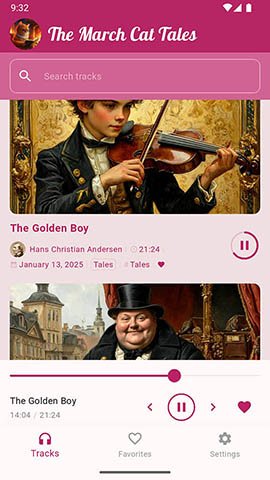 9:32
The March Cat Tales
Search tracks
The Golden Boy
Hans Christian Andersen 21:24
January 13, 2025 Tales # Tales
The Golden Boy
14:04 / 21:24
Tracks Favorites Settings